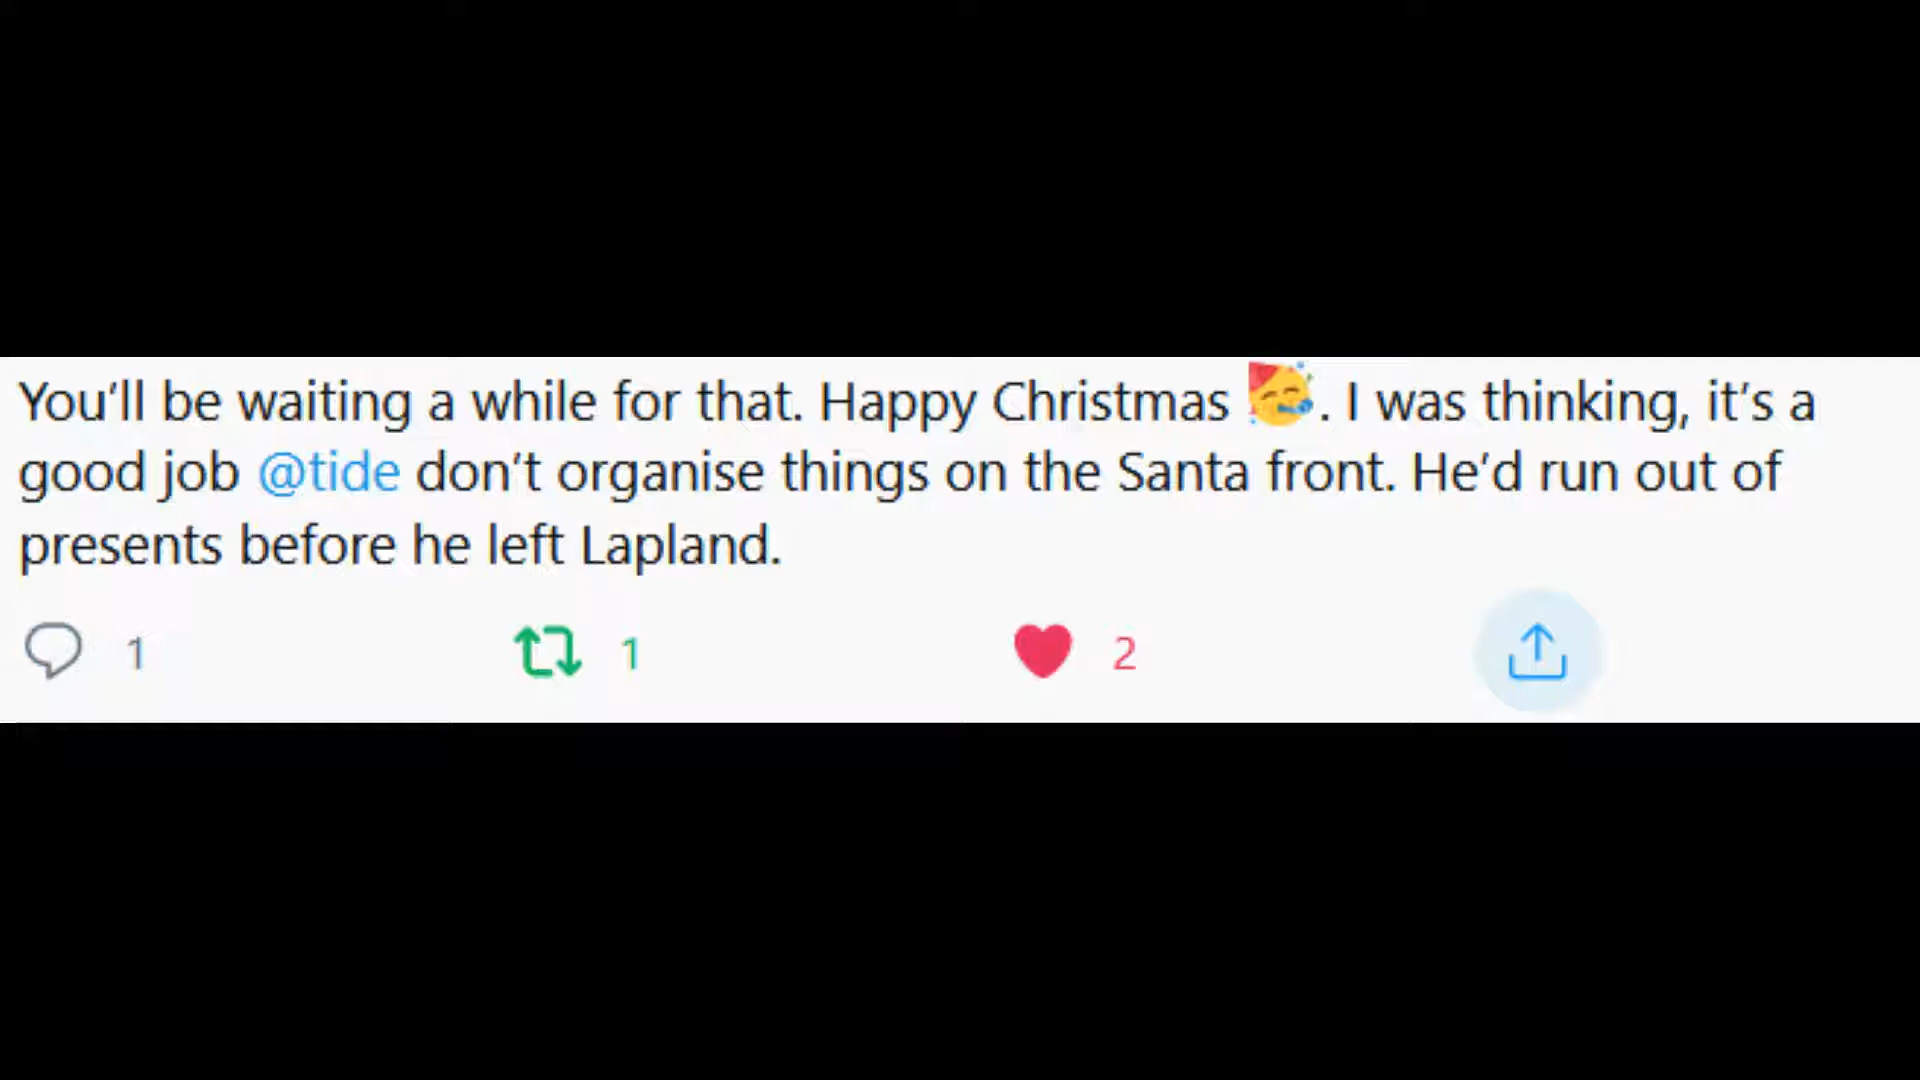 You’ll be waiting a while for that. Happy Christmas 🥳. I was thinking, it’s a
good job @tide don’t organise things on the Santa front. He’d run out of
presents before he left Lapland.
1 1 2